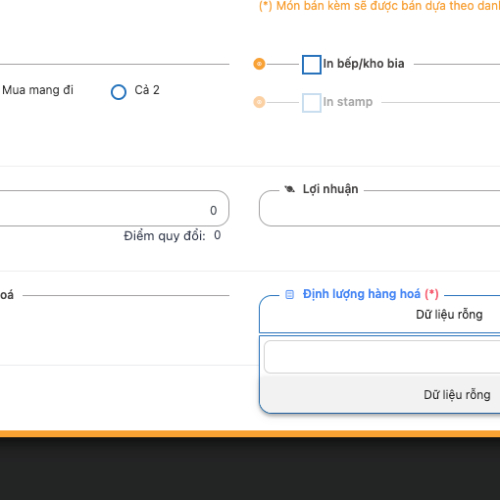 (*) Món bán kèm sẽ được bán dựa theo
In bếp/kho bia
Mua mang đi
Cả 2
In stamp
Lợi nhuận
0
Điểm quy đổi: 0
oá
Định lượng hàng hoá (*)
Dữ liệu rỗng
Dữ liệu rỗng